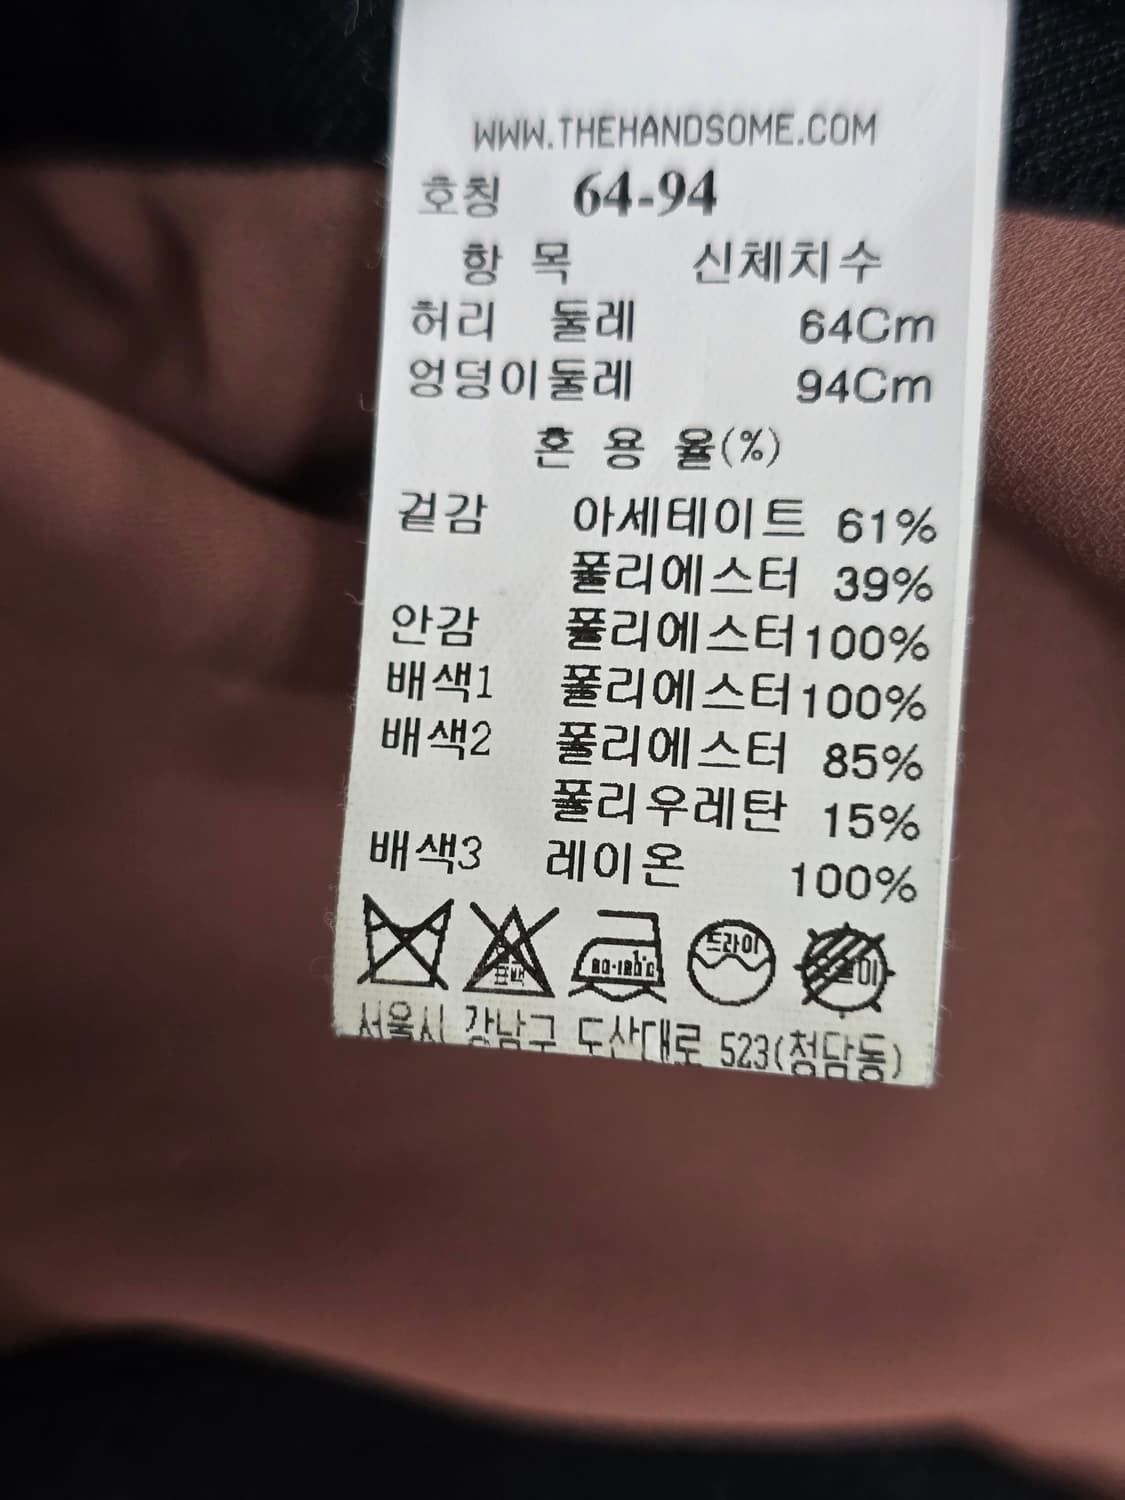 WWW.THEHANDSOME.COM
호칭 64-94
항 목 신체치수
허리 둘레 64Cm
엉덩이둘레 94Cm
혼 용 율(%)
겉감 아세테이트 61%
폴리에스터 39%
안감 폴리에스터100%
배색1 폴리에스터100%
배색2 폴리에스터 85%
폴리우레탄 15%
배색3 레이온 100%
표백 80-120℃ 드라이
서울시 강남구 도산대로 523(청담동)